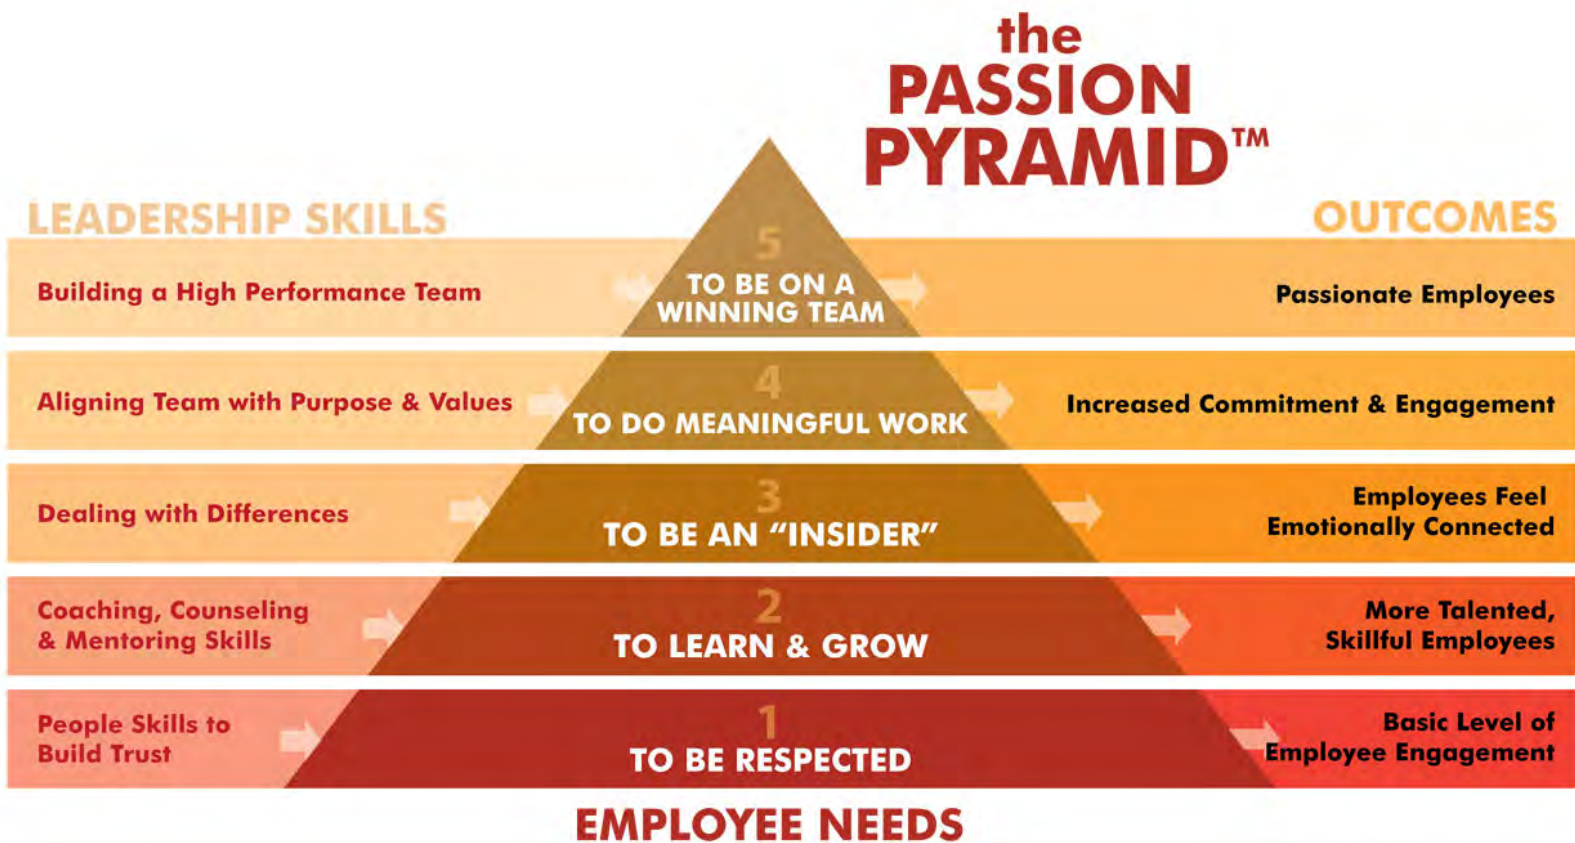 the
PASSION
PYRAMID™
LEADERSHIP SKILLS
OUTCOMES
Building a High Performance Team
5
TO BE ON A
WINNING TEAM
Passionate Employees
Aligning Team with Purpose & Values
4
TO DO MEANINGFUL WORK
Increased Commitment & Engagement
Dealing with Differences
3
TO BE AN “INSIDER”
Employees Feel
Emotionally Connected
Coaching, Counseling
& Mentoring Skills
2
TO LEARN & GROW
More Talented,
Skillful Employees
People Skills to
Build Trust
1
TO BE RESPECTED
Basic Level of
Employee Engagement
EMPLOYEE NEEDS